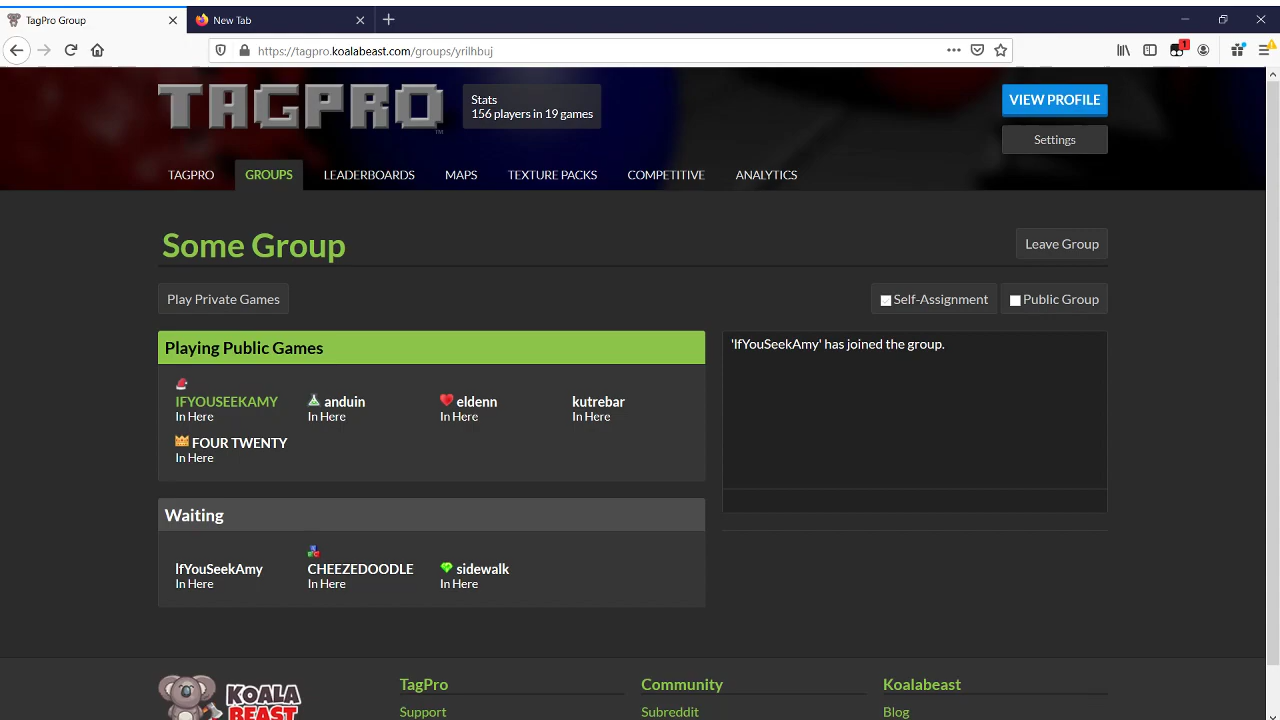 TagPro Group
New Tab
https://tagpro.koalabeast.com/groups/yrilhbuj
1
TAGPRO™
Stats
156 players in 19 games
VIEW PROFILE
Settings
TAGPRO GROUPS LEADERBOARDS MAPS TEXTURE PACKS COMPETITIVE ANALYTICS
Some Group
Leave Group
Play Private Games
Self-Assignment
Public Group
Playing Public Games
IFYOUSEEKAMY
In Here
anduin
In Here
eldenn
In Here
kutrebar
In Here
FOUR TWENTY
In Here
Waiting
IfYouSeekAmy
In Here
CHEEZEDOODLE
In Here
sidewalk
In Here
'IfYouSeekAmy' has joined the group.
KOALA
BEAST
TagPro
Support
Community
Subreddit
Koalabeast
Blog